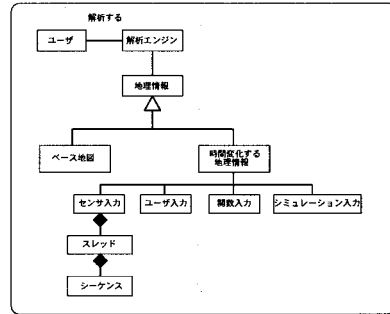 解析する
ユーザ
解析エンジン
地理情報
ベース地図
時間変化する
地理情報
センサ入力
ユーザ入力
関数入力
シミュレーション入力
スレッド
シーケンス